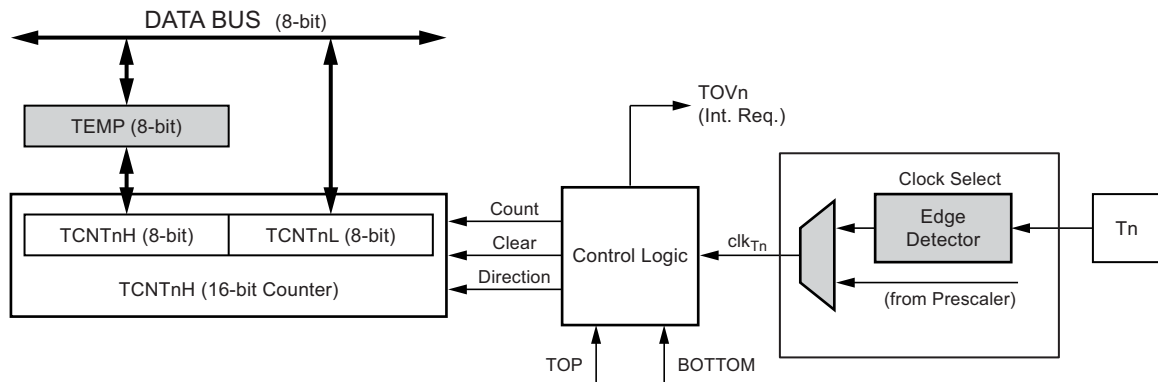 DATA BUS (8-bit)
TEMP (8-bit)
TCNTnH (8-bit)
TCNTnL (8-bit)
TCNTnH (16-bit Counter)
Count
Clear
Direction
Control Logic
TOVn
(Int. Req.)
TOP
BOTTOM
clkTn
Clock Select
Edge
Detector
(from Prescaler)
Tn